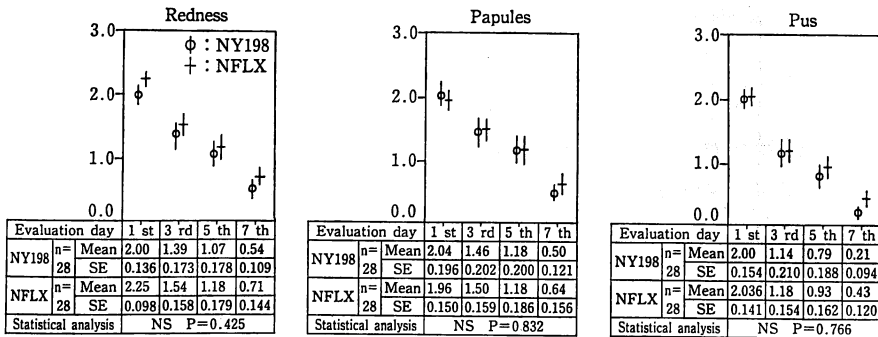 Redness
3.0
2.0
1.0
0.0
⌽ : NY198
+ : NFLX
Evaluation day 1 st 3 rd 5 th 7 th
NY198 n= 28 Mean 2.00 1.39 1.07 0.54
SE 0.136 0.173 0.178 0.109
NFLX n= 28 Mean 2.25 1.54 1.18 0.71
SE 0.098 0.158 0.179 0.144
Statistical analysis NS P=0.425
Papules
3.0
2.0
1.0
0.0
Evaluation day 1 st 3 rd 5 th 7 th
NY198 n= 28 Mean 2.04 1.46 1.18 0.50
SE 0.196 0.202 0.200 0.121
NFLX n= 28 Mean 1.96 1.50 1.18 0.64
SE 0.150 0.159 0.186 0.156
Statistical analysis NS P=0.832
Pus
3.0
2.0
1.0
0.0
Evaluation day 1 st 3 rd 5 th 7 th
NY198 n= 28 Mean 2.00 1.14 0.79 0.21
SE 0.154 0.210 0.188 0.094
NFLX n= 28 Mean 2.036 1.18 0.93 0.43
SE 0.141 0.154 0.162 0.120
Statistical analysis NS P=0.766